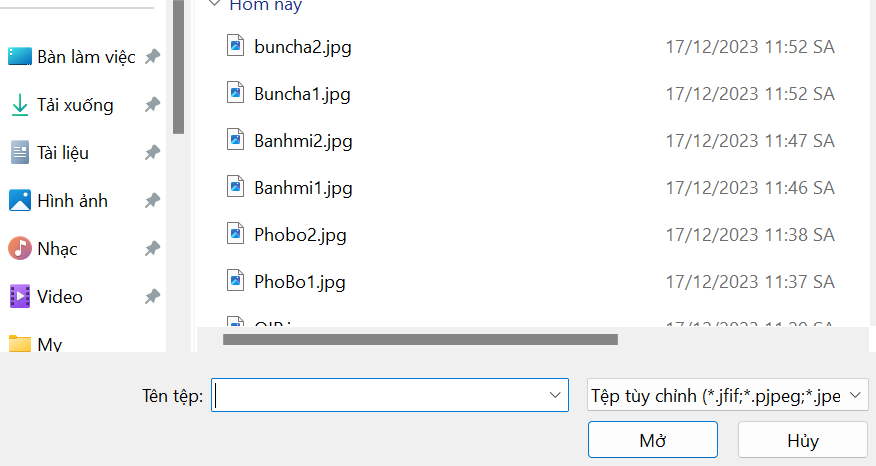 Hôm nay
Bàn làm việc
Tải xuống
Tài liệu
Hình ảnh
Nhạc
Video
My
buncha2.jpg 17/12/2023 11:52 SA
Buncha1.jpg 17/12/2023 11:52 SA
Banhmi2.jpg 17/12/2023 11:47 SA
Banhmi1.jpg 17/12/2023 11:46 SA
Phobo2.jpg 17/12/2023 11:38 SA
PhoBo1.jpg 17/12/2023 11:37 SA
Tên tệp:
Tệp tùy chỉnh (*.jfif;*.pjpeg;*.jpe
Mở
Hủy